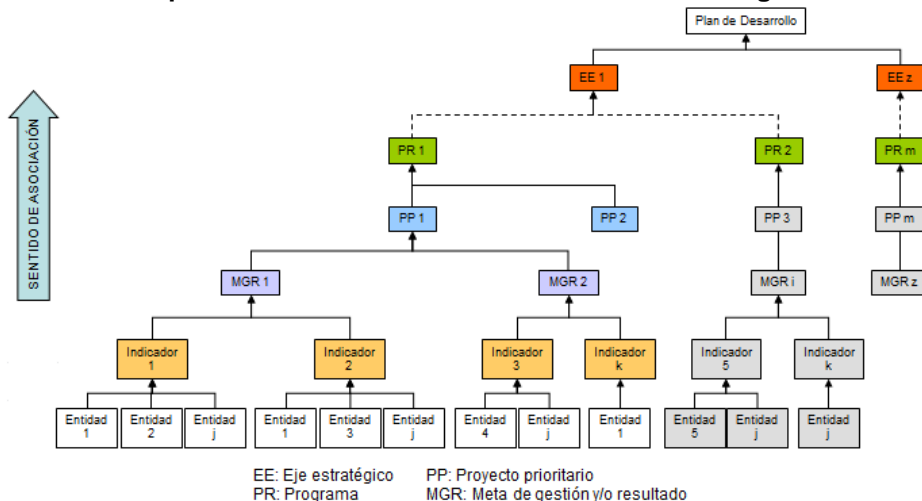 Plan de Desarrollo
EE 1
EE z
SENTIDO DE ASOCIACIÓN
PR 1
PR 2
PR m
PP 1
PP 2
PP 3
PP m
MGR 1
MGR 2
MGR i
MGR z
Indicador
1
Indicador
2
Indicador
3
Indicador
k
Indicador
5
Indicador
k
Entidad
1
Entidad
2
Entidad
j
Entidad
1
Entidad
3
Entidad
j
Entidad
4
Entidad
j
Entidad
1
Entidad
5
Entidad
j
Entidad
j
EE: Eje estratégico PP: Proyecto prioritario
PR: Programa MGR: Meta de gestión y/o resultado